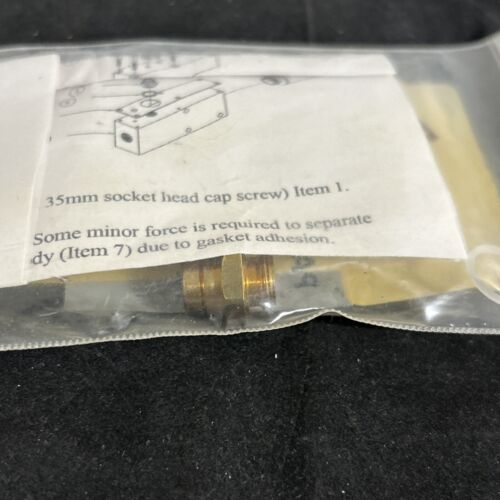 35mm socket head cap screw) Item 1.
Some minor force is required to separate
dy (Item 7) due to gasket adhesion.